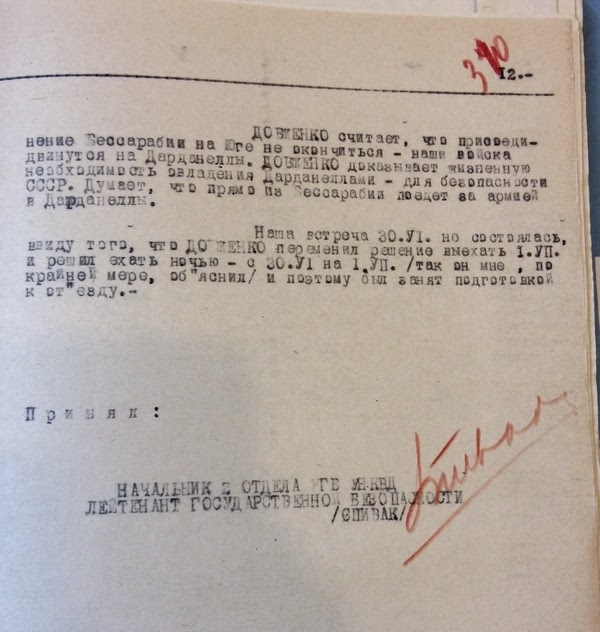 370
12.-
ДОВЖЕНКО считает, что присоеди-
нение Бессарабии на Юге не окончиться - наши войска
двинутся на Дарданеллы. ДОВЖЕНКО доказывает жизненную
необходимость овладения Дарданеллами - для безопасности
СССР. Думает, что прямо из Бессарабии поедет за армией
в Дарданеллы.
Наша встреча 30.УІ. не состоялась,
ввиду того, что ДОВЖЕНКО переменил решение выехать 1.УП.
и решил ехать ночью - с 30.УІ на 1.УП. /так он мне , по
крайней мере, об"яснил/ и поэтому был занят подготовкой
к от"езду.-
Принял:
НАЧАЛЬНИК 2 ОТДЕЛА УГБ УНКВД
ЛЕЙТЕНАНТ ГОСУДАРСТВЕННОЙ БЕЗОПАСНОСТИ
/СПИВАК/
Спивак